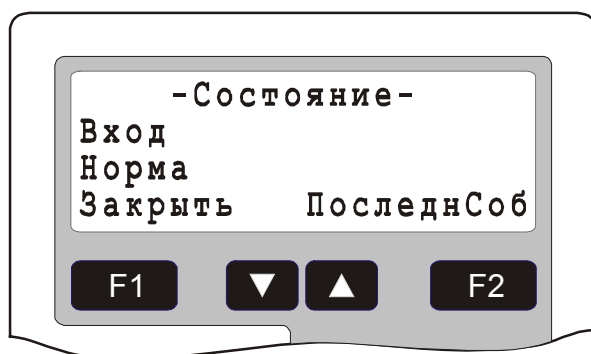 -Состояние-
Вход
Норма
Закрыть ПоследнСоб
F1 ▼ ▲ F2